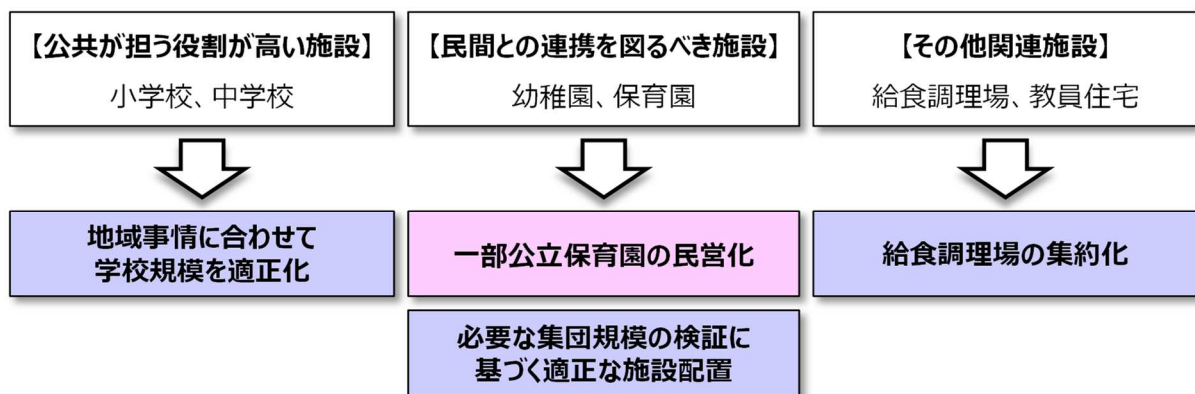 【公共が担う役割が高い施設】
小学校、中学校
【民間との連携を図るべき施設】
幼稚園、保育園
【その他関連施設】
給食調理場、教員住宅
地域事情に合わせて
学校規模を適正化
一部公立保育園の民営化
必要な集団規模の検証に
基づく適正な施設配置
給食調理場の集約化